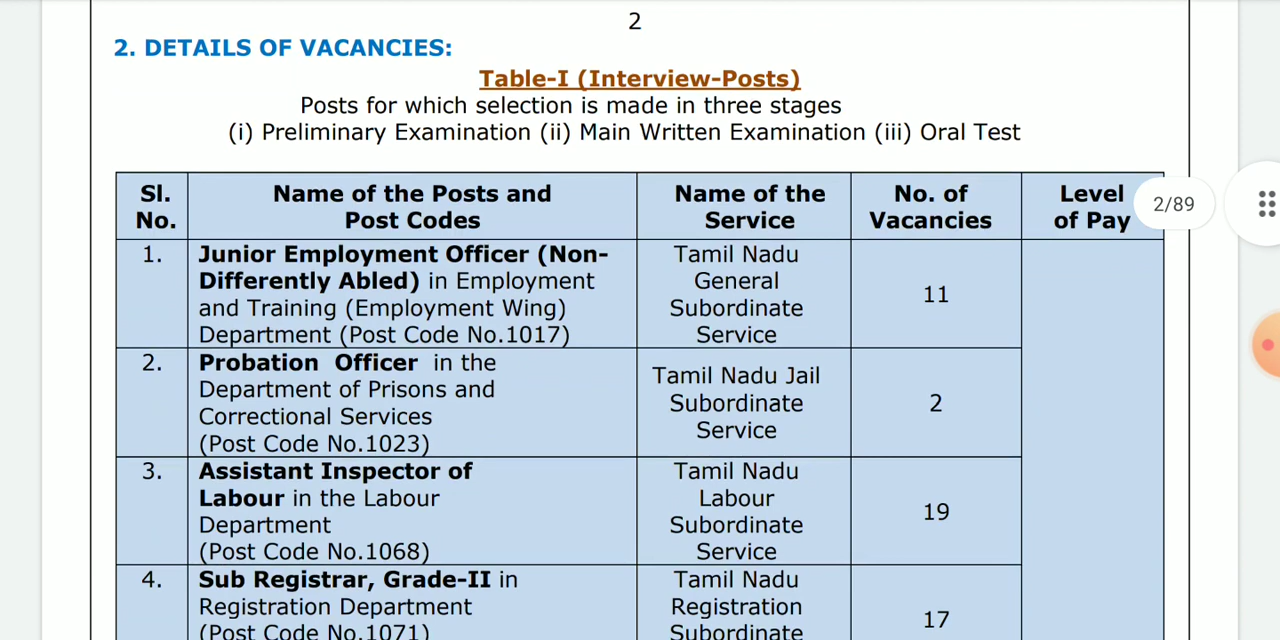 2
2. DETAILS OF VACANCIES:
Table-I (Interview-Posts)
Posts for which selection is made in three stages
(i) Preliminary Examination (ii) Main Written Examination (iii) Oral Test
Sl. No.
Name of the Posts and Post Codes
Name of the Service
No. of Vacancies
Level of Pay
2/89
1.
Junior Employment Officer (Non-
Differently Abled) in Employment
and Training (Employment Wing)
Department (Post Code No.1017)
Tamil Nadu
General
Subordinate
Service
11
2.
Probation Officer in the
Department of Prisons and
Correctional Services
(Post Code No.1023)
Tamil Nadu Jail
Subordinate
Service
2
3.
Assistant Inspector of
Labour in the Labour
Department
(Post Code No.1068)
Tamil Nadu
Labour
Subordinate
Service
19
4.
Sub Registrar, Grade-II in
Registration Department
(Post Code No.1071)
Tamil Nadu
Registration
Subordinate
17